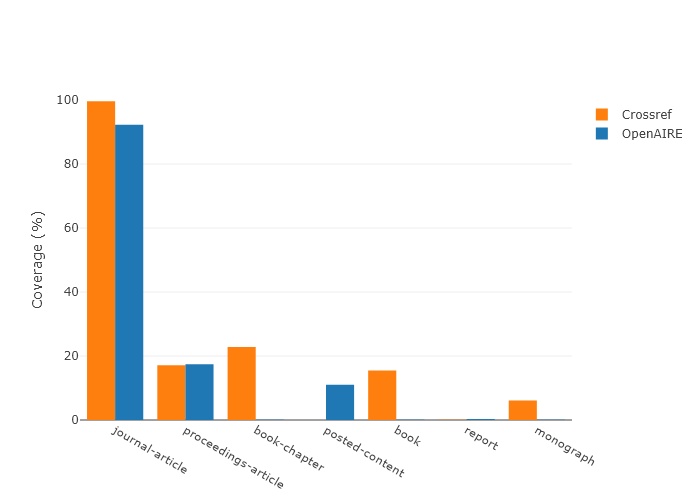 100
80
60
40
20
0
Coverage (%)
journal-article
proceedings-article
book-chapter
posted-content
book
report
monograph
Crossref
OpenAIRE